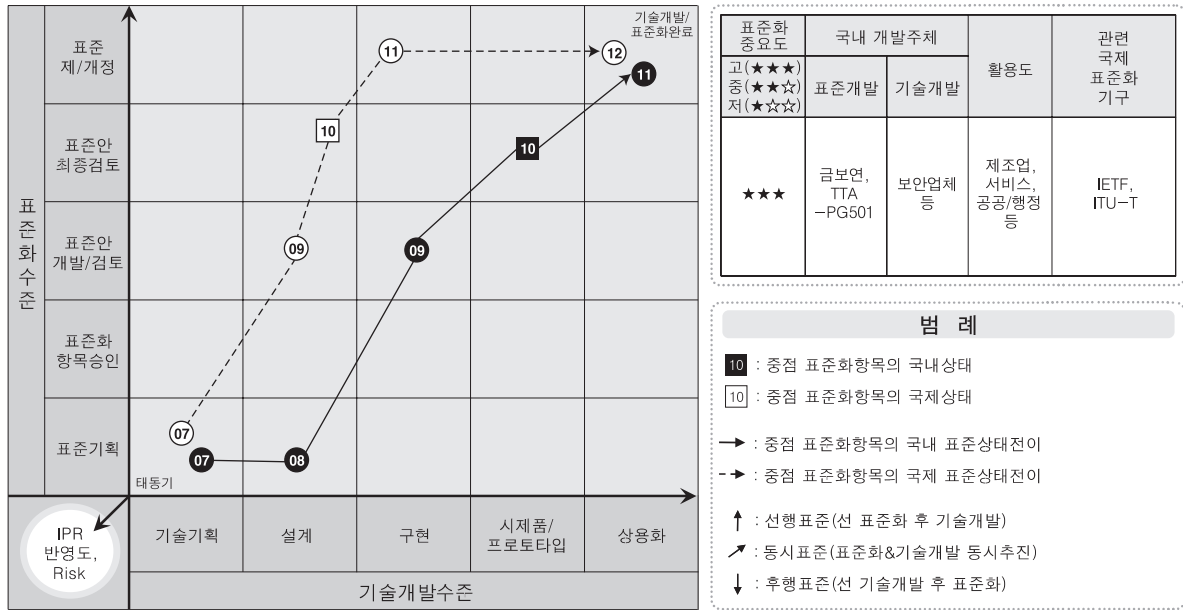 기술개발/
표준화완료
표준
제/개정
표준안
최종검토
표준안
개발/검토
표준화
항목승인
표준기획
표준화수준
11
12
11
10
10
09
09
07
07
08
태동기
IPR
반영도,
Risk
기술기획
설계
구현
시제품/
프로토타입
상용화
기술개발수준
표준화
중요도
국내 개발주체
활용도
관련
국제
표준화
기구
고(★★★)
중(★★☆)
저(★☆☆)
표준개발
기술개발
★★★
금보연,
TTA
-PG501
보안업체
등
제조업,
서비스,
공공/행정
등
IETF,
ITU-T
범 례
10 : 중점 표준화항목의 국내상태
10 : 중점 표준화항목의 국제상태
: 중점 표준화항목의 국내 표준상태전이
: 중점 표준화항목의 국제 표준상태전이
: 선행표준(선 표준화 후 기술개발)
: 동시표준(표준화&기술개발 동시추진)
: 후행표준(선 기술개발 후 표준화)